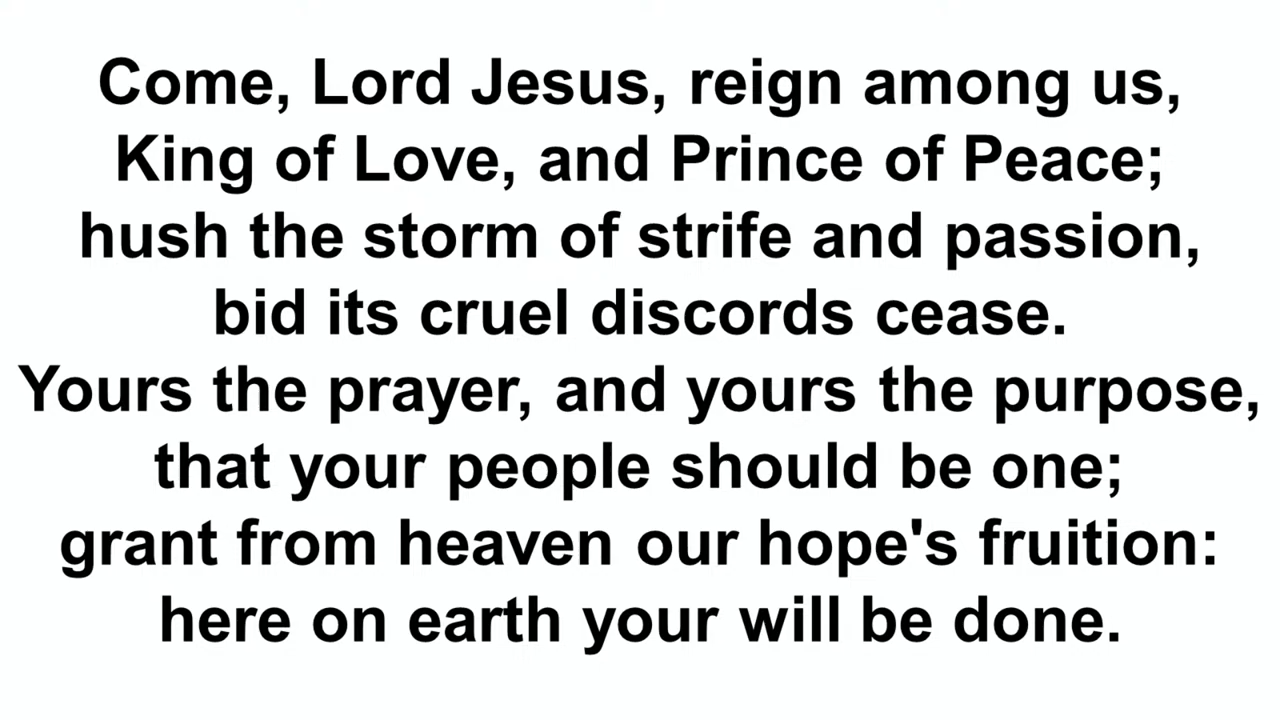 Come, Lord Jesus, reign among us,
King of Love, and Prince of Peace;
hush the storm of strife and passion,
bid its cruel discords cease.
Yours the prayer, and yours the purpose,
that your people should be one;
grant from heaven our hope's fruition:
here on earth your will be done.